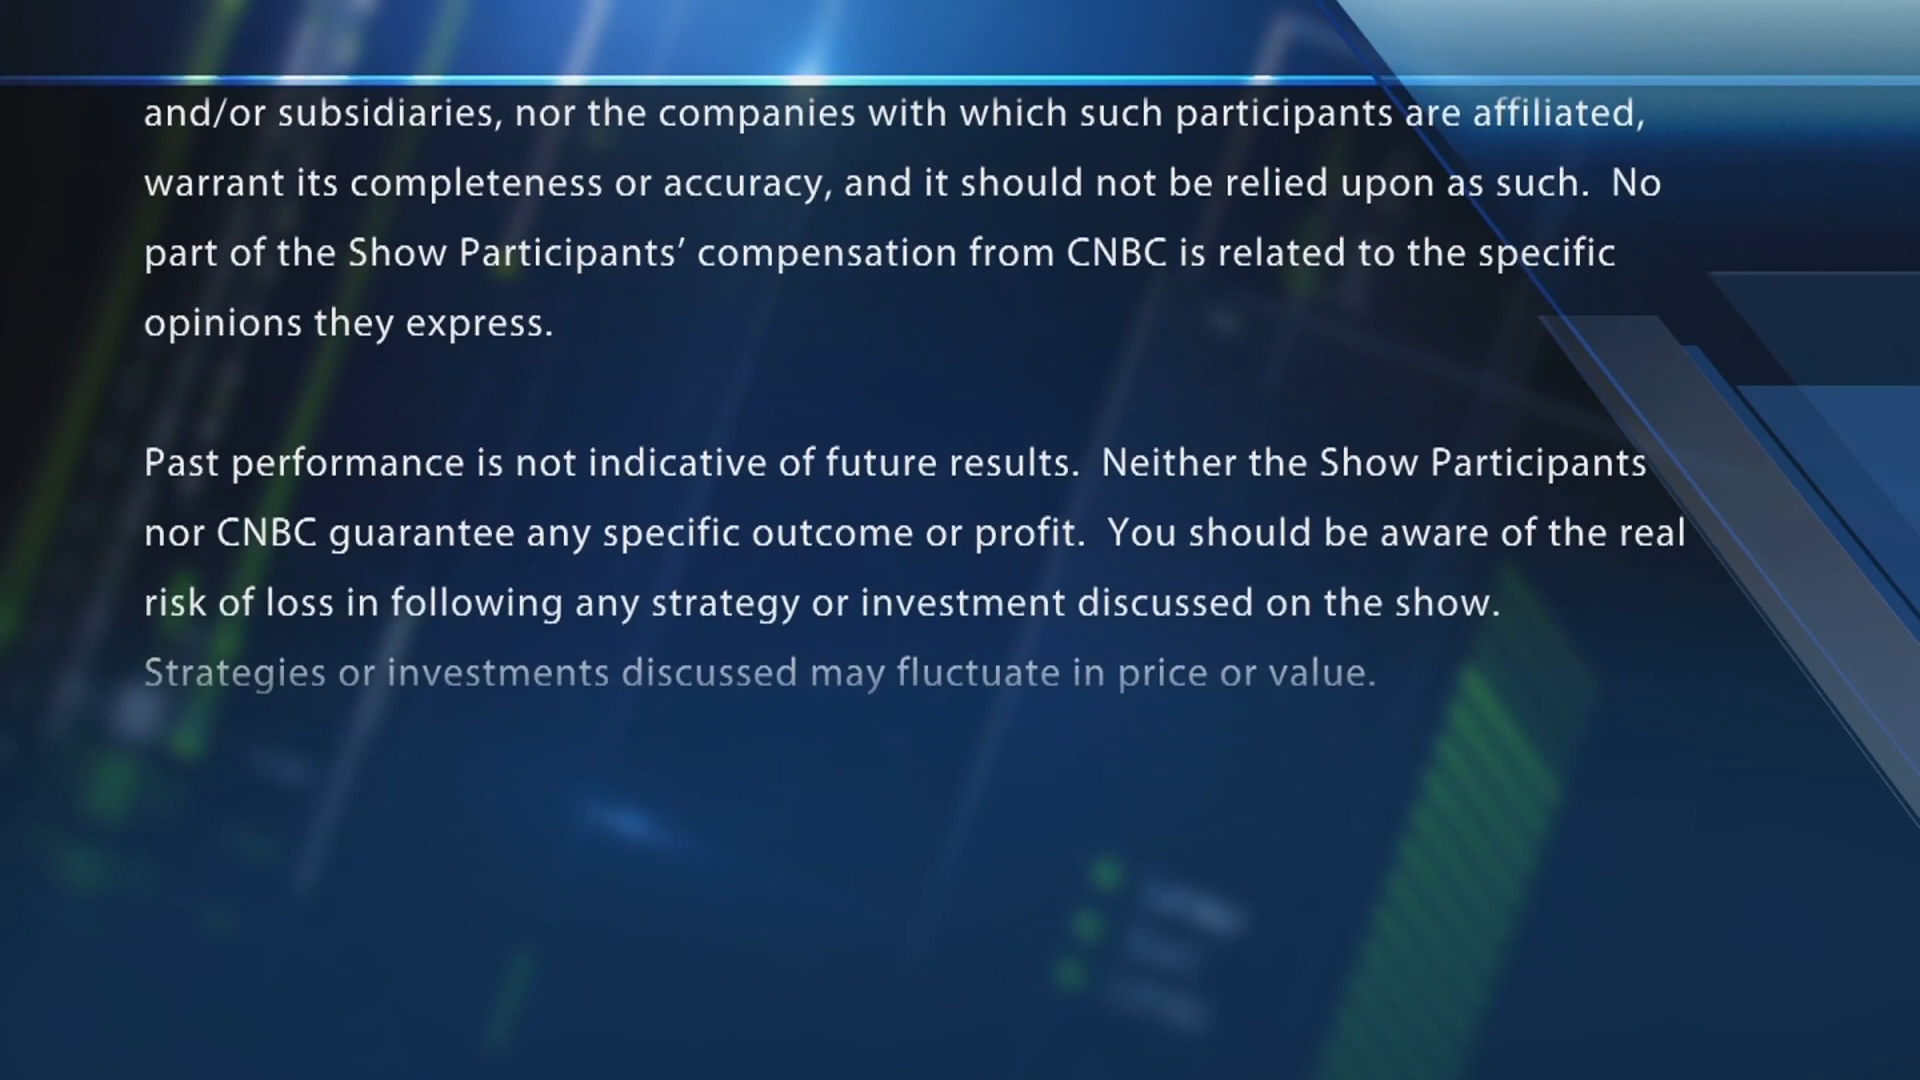 and/or subsidiaries, nor the companies with which such participants are affiliated,
warrant its completeness or accuracy, and it should not be relied upon as such.  No
part of the Show Participants’ compensation from CNBC is related to the specific
opinions they express.
Past performance is not indicative of future results.  Neither the Show Participants
nor CNBC guarantee any specific outcome or profit.  You should be aware of the real
risk of loss in following any strategy or investment discussed on the show.
Strategies or investments discussed may fluctuate in price or value.